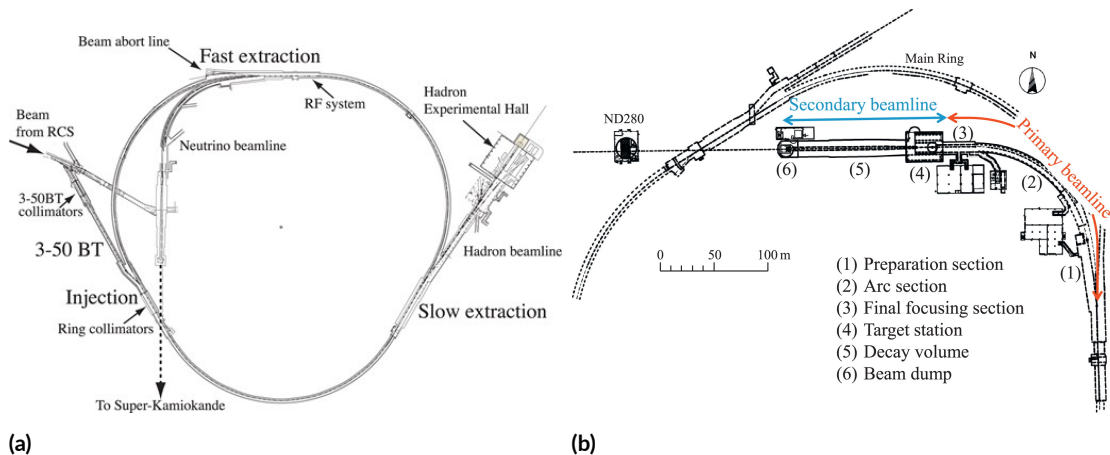 Beam abort line
Fast extraction
RF system
Hadron
Experimental Hall
Beam
from RCS
Neutrino beamline
3-50BT
collimators
3-50 BT
Hadron beamline
Injection
Ring collimators
Slow extraction
To Super-Kamiokande
(a)
Main Ring
N
Secondary beamline
Primary beamline
ND280
(3)
(6)
(5)
(4)
(2)
(1)
0
50
100 m
(1) Preparation section
(2) Arc section
(3) Final focusing section
(4) Target station
(5) Decay volume
(6) Beam dump
(b)